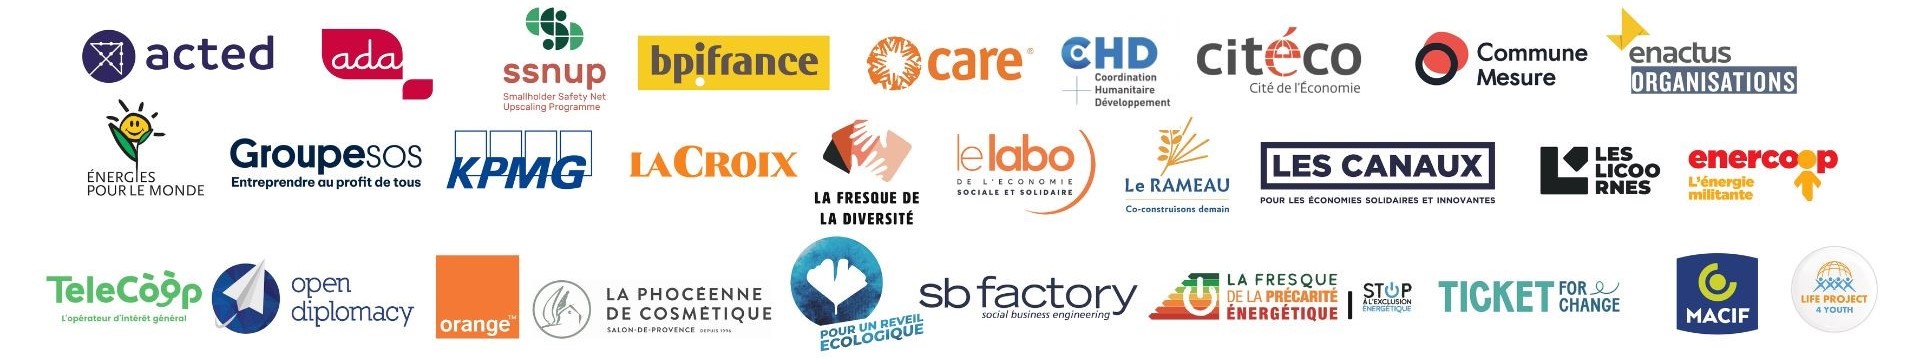 acted
ada
ssnup
Smallholder Safety Net
Upscaling Programme
bpifrance
care®
CHD
Coordination
Humanitaire
Développement
citéco
Cité de l'Économie
Commune
Mesure
enactus
ORGANISATIONS
ÉNERGIES
POUR LE MONDE
GroupeSOS
Entreprendre au profit de tous
KPMG
LA CROIX
LA FRESQUE DE
LA DIVERSITÉ
le labo
DE L'ECONOMIE
SOCIALE ET SOLIDAIRE
Le RAMEAU
Co-construisons demain
LES CANAUX
POUR LES ÉCONOMIES SOLIDAIRES ET INNOVANTES
LES
LICOO
RNES
enercoop
L'énergie
militante
TeleCoop
L'opérateur d'intérêt général
open
diplomacy
orange™
LA PHOCÉENNE
DE COSMÉTIQUE
SALON-DE-PROVENCE DEPUIS 1996
POUR UN REVEIL
ÉCOLOGIQUE
sb factory
social business engineering
LA FRESQUE
DE LA PRÉCARITÉ
ÉNERGÉTIQUE
STOP
À L'EXCLUSION
ÉNERGÉTIQUE
TICKET FOR
CHANGE
MACIF
LIFE PROJECT
4 YOUTH